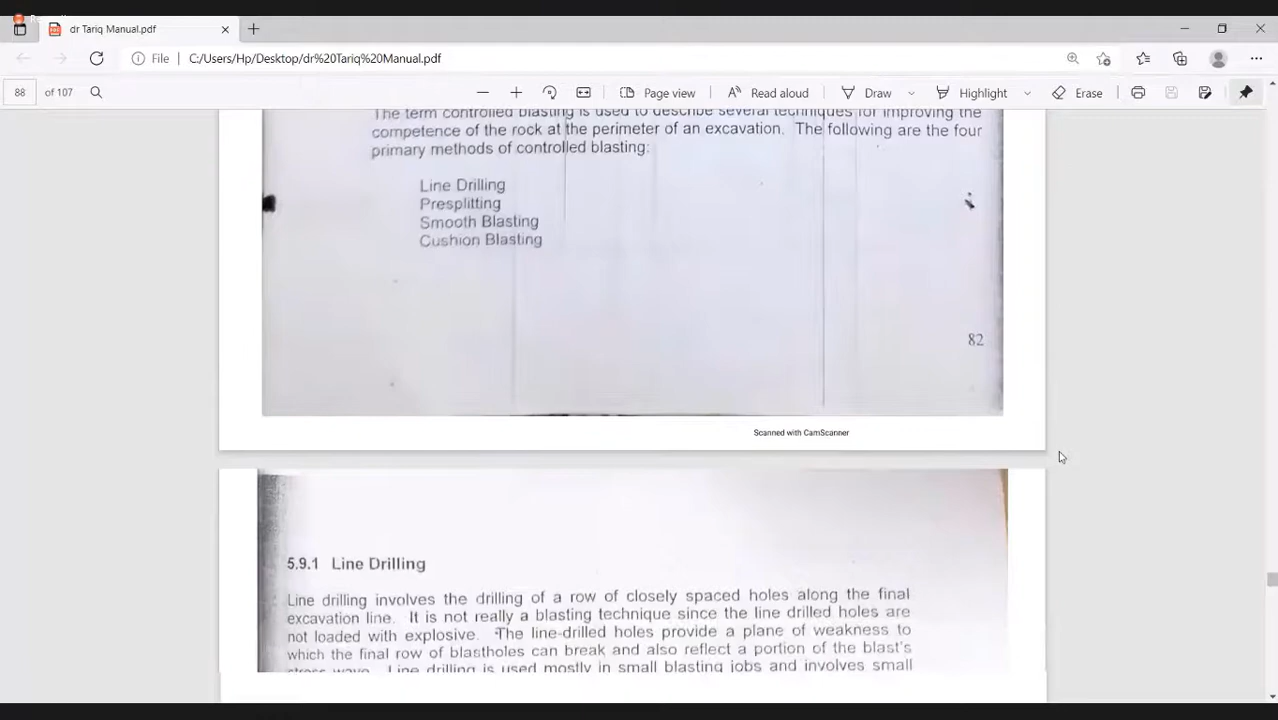 dr Tariq Manual.pdf
File C:/Users/Hp/Desktop/dr%20Tariq%20Manual.pdf
88 of 107 Page view Read aloud Draw Highlight Erase
The term controlled blasting is used to describe several techniques for improving the
competence of the rock at the perimeter of an excavation. The following are the four
primary methods of controlled blasting:
Line Drilling
Presplitting
Smooth Blasting
Cushion Blasting
82
Scanned with CamScanner
5.9.1 Line Drilling
Line drilling involves the drilling of a row of closely spaced holes along the final
excavation line. It is not really a blasting technique since the line drilled holes are
not loaded with explosive. The line-drilled holes provide a plane of weakness to
which the final row of blastholes can break and also reflect a portion of the blast's
stress wave. Line drilling is used mostly in small blasting jobs and involves small